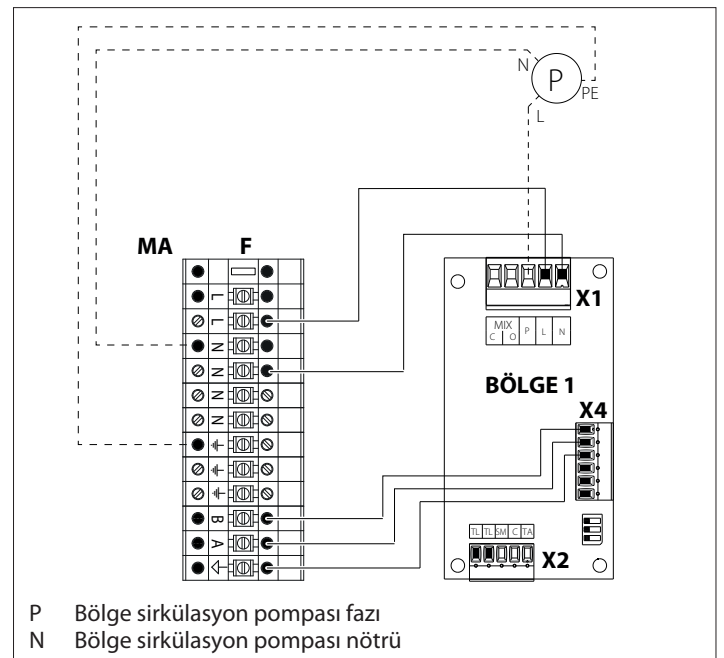 N
P
PE
L
MA F
L
L
N
N
N
N
B
A
X1
MIX
C O P L N
BÖLGE 1
X4
TL TL SM C TA
X2
P Bölge sirkülasyon pompası fazı
N Bölge sirkülasyon pompası nötrü